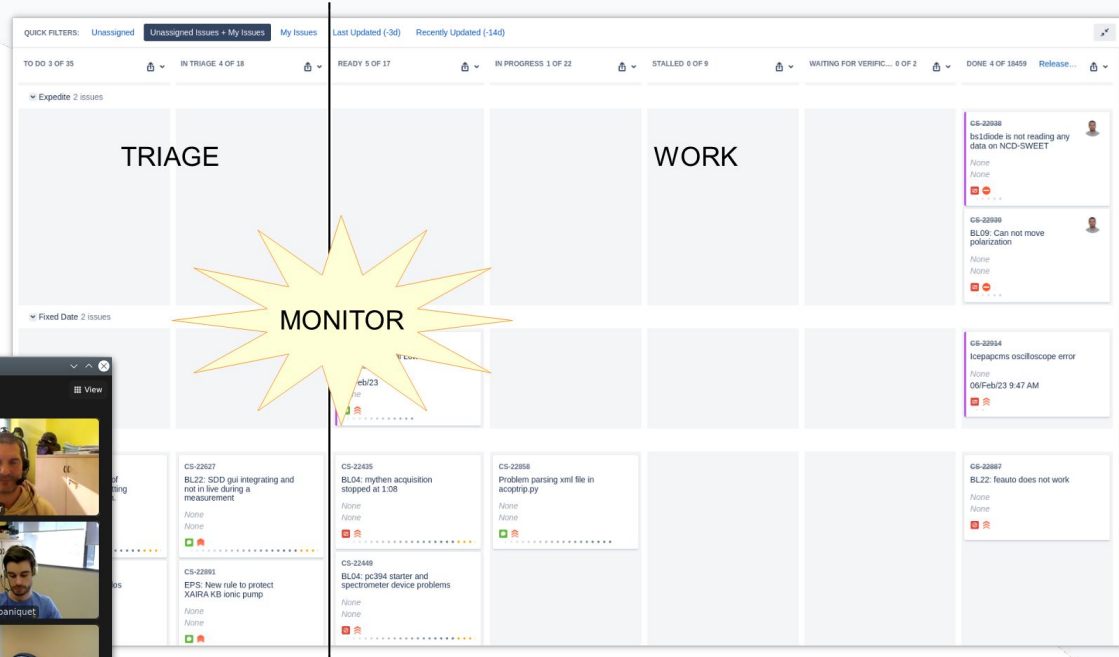 QUICK FILTERS: Unassigned Unassigned Issues + My Issues My Issues Last Updated (-3d) Recently Updated (-14d)
TO DO 3 OF 35 IN TRIAGE 4 OF 18 READY 5 OF 17 IN PROGRESS 1 OF 22 STALLED 0 OF 9 WAITING FOR VERIFIC... 0 OF 2 DONE 4 OF 18459 Release...
Expedite 2 issues
CS-22938
bs1diode is not reading any
data on NCD-SWEET
None
None
TRIAGE
WORK
CS-22939
BL09: Can not move
polarization
None
None
MONITOR
Fixed Date 2 issues
eb/23
CS-22914
Icepapcms oscilloscope error
None
06/Feb/23 9:47 AM
View
CS-22627
BL22: SDD gui integrating and
not in live during a
measurement
None
None
CS-22891
EPS: New rule to protect
XAIRA KB ionic pump
None
None
CS-22435
BL04: mythen acquisition
stopped at 1:08
None
None
CS-22449
BL04: pc394 starter and
spectrometer device problems
None
None
CS-22858
Problem parsing xml file in
acoptrip.py
None
None
CS-22887
BL22: feauto does not work
None
None
paniquet